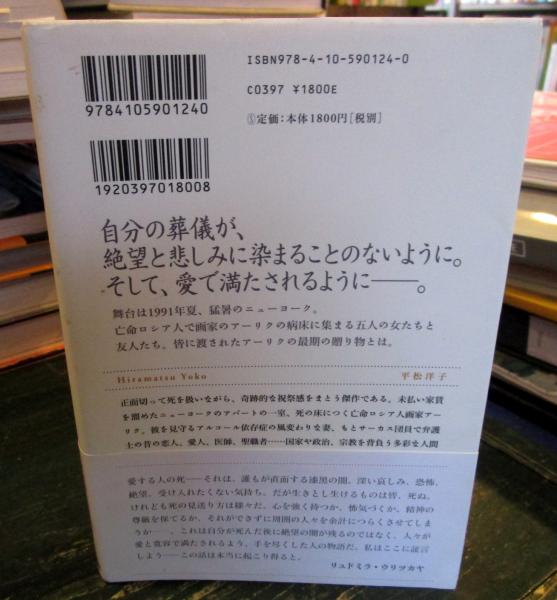 ISBN978-4-10-590124-0
C0397 ¥1800E
Ⓢ定価:本体1800円[税別]
9784105901240
1920397018008
自分の葬儀が、
絶望と悲しみに染まることのないように。
そして、愛で満たされるように――。
舞台は1991年夏、猛暑のニューヨーク。
亡命ロシア人で画家のアーリクの病床に集まる五人の女たちと
友人たち。皆に渡されたアーリクの最期の贈り物とは。
Hiramatsu Yoko
平松洋子
正面切って死を扱いながら、奇跡的な祝祭感をまとう傑作である。未払い家賃
を溜めたニューヨークのアパートの一室、死の床につく亡命ロシア人画家アー
リク。彼を見守るアルコール依存症の風変わりな妻、もとサーカス団員で弁護
士の昔の恋人、愛人、医師、聖職者……国家や政治、宗教を背負う多彩な人間
愛する人の死――それは、誰もが直面する漆黒の闇。深い哀しみ、恐怖、
絶望、受け入れたくない気持ち。だが生きとし生けるものは皆、死ぬ。
けれども死の見送り方は様々だ。心を強く持つか、怖気づくか。精神の
尊厳を保てるか、それができずに周囲の人々を余計につらくさせてしま
うか――。これは自分が死んだ後に絶望の闇が残るのではなく、人々が
愛と寛容で満たされるよう、手を尽くした人の物語だ。私はここに証言
しよう――この話は本当に起こり得ると。
リュドミラ・ウリツカヤ